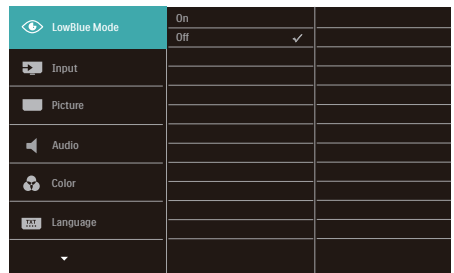 LowBlue Mode
On
Off ✓
Input
Picture
Audio
Color
TXT
Language